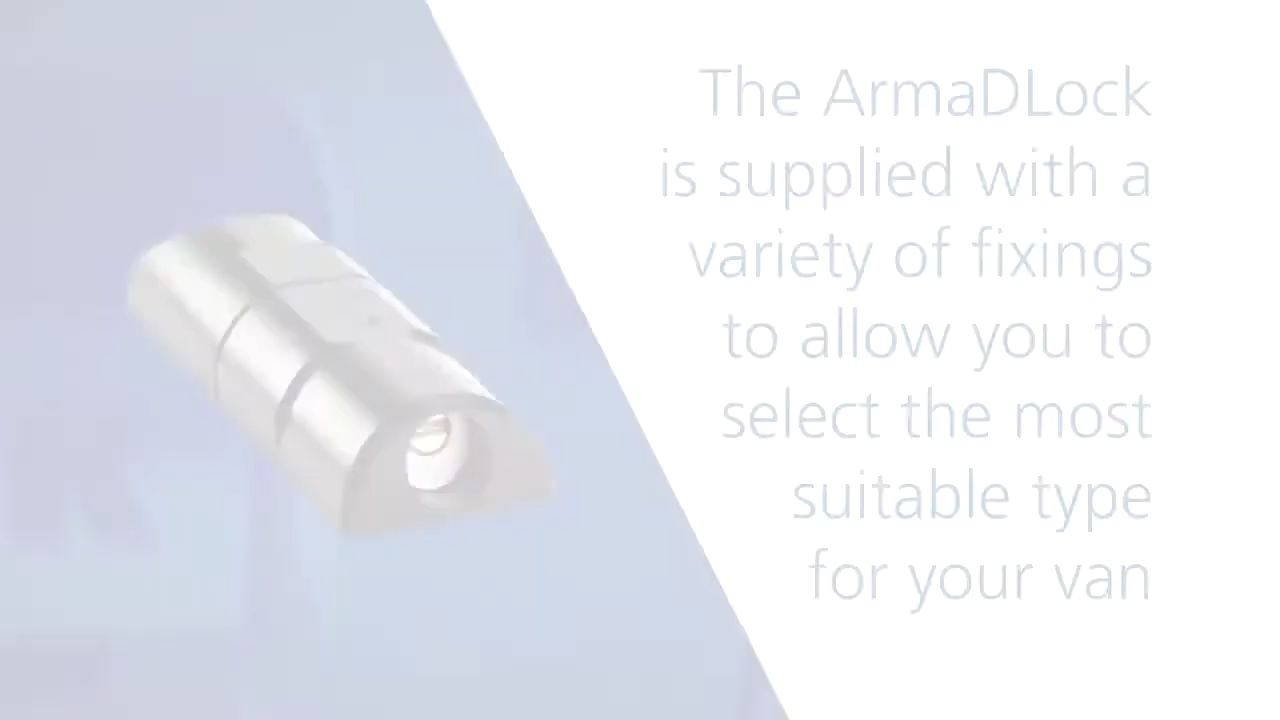 The ArmaDLock
is supplied with a
variety of fixings
to allow you to
select the most
suitable type
for your van